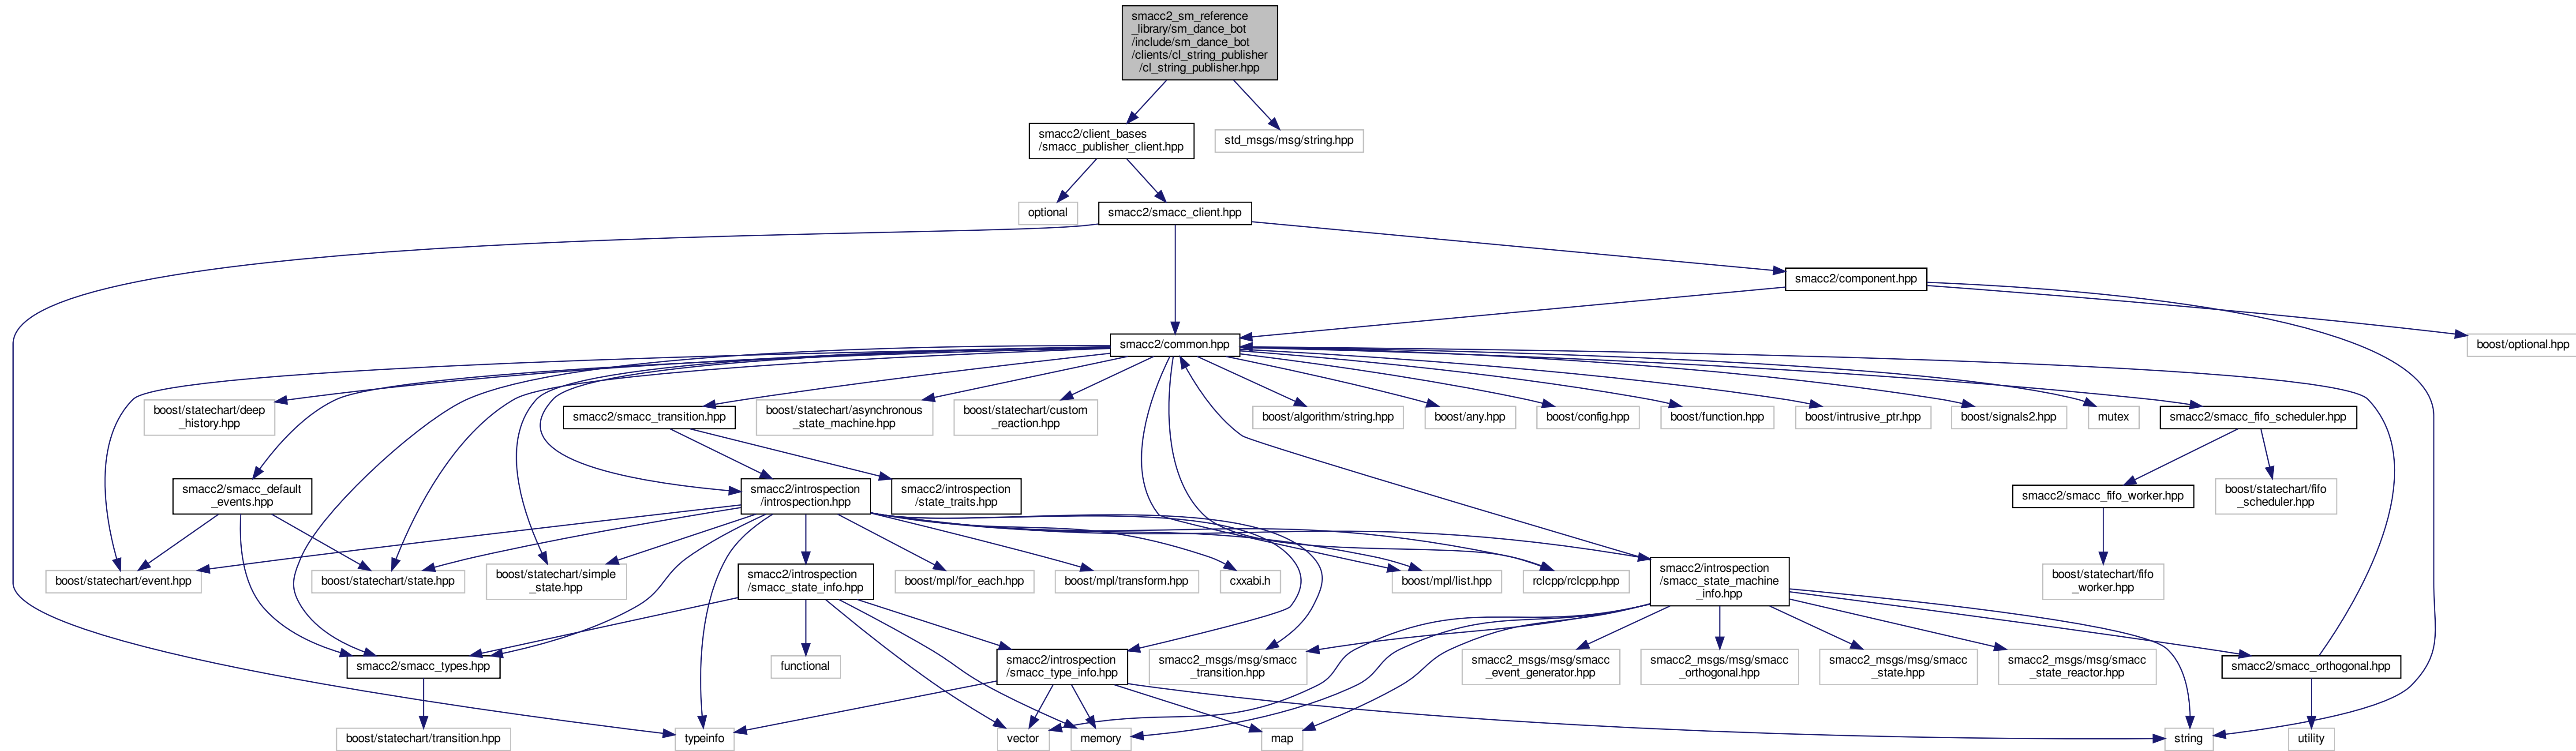 smacc2_sm_reference
_library/sm_dance_bot
/include/sm_dance_bot
/clients/cl_string_publisher
/cl_string_publisher.hpp
smacc2/client_bases
/smacc_publisher_client.hpp
std_msgs/msg/string.hpp
optional
smacc2/smacc_client.hpp
smacc2/component.hpp
smacc2/common.hpp
boost/optional.hpp
boost/statechart/deep
_history.hpp
smacc2/smacc_transition.hpp
boost/statechart/asynchronous
_state_machine.hpp
boost/statechart/custom
_reaction.hpp
boost/algorithm/string.hpp
boost/any.hpp
boost/config.hpp
boost/function.hpp
boost/intrusive_ptr.hpp
boost/signals2.hpp
mutex
smacc2/smacc_fifo_scheduler.hpp
smacc2/smacc_default
_events.hpp
smacc2/introspection
/introspection.hpp
smacc2/introspection
/state_traits.hpp
smacc2/smacc_fifo_worker.hpp
boost/statechart/fifo
_scheduler.hpp
boost/statechart/event.hpp
boost/statechart/state.hpp
boost/statechart/simple
_state.hpp
smacc2/introspection
/smacc_state_info.hpp
boost/mpl/for_each.hpp
boost/mpl/transform.hpp
cxxabi.h
boost/mpl/list.hpp
rclcpp/rclcpp.hpp
smacc2/introspection
/smacc_state_machine
_info.hpp
boost/statechart/fifo
_worker.hpp
smacc2/smacc_types.hpp
functional
smacc2/introspection
/smacc_type_info.hpp
smacc2_msgs/msg/smacc
_transition.hpp
smacc2_msgs/msg/smacc
_event_generator.hpp
smacc2_msgs/msg/smacc
_orthogonal.hpp
smacc2_msgs/msg/smacc
_state.hpp
smacc2_msgs/msg/smacc
_state_reactor.hpp
smacc2/smacc_orthogonal.hpp
boost/statechart/transition.hpp
typeinfo
vector
memory
map
string
utility